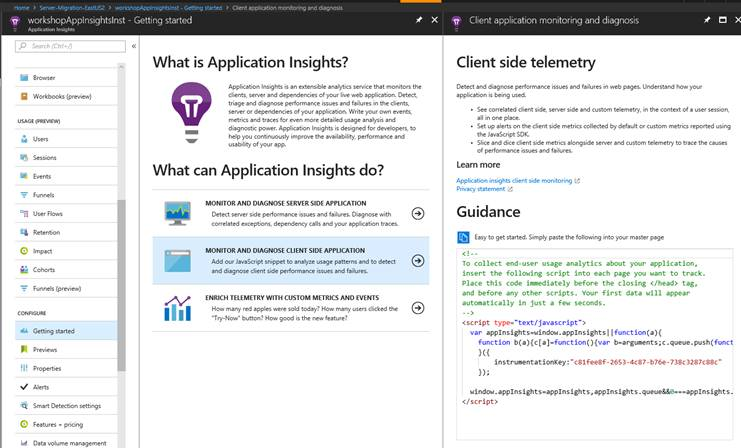 Home > Server-Migration-EastUS2 > workshopAppInsightsInst - Getting started > Client application monitoring and diagnosis
workshopAppInsightsInst - Getting started
Application Insights
Search (Ctrl+/)
Browser
Workbooks (preview)
USAGE (PREVIEW)
Users
Sessions
Events
Funnels
User Flows
Retention
Impact
Cohorts
Funnels (preview)
CONFIGURE
Getting started
Previews
Properties
Alerts
Smart Detection settings
Features + pricing
Data volume management
What is Application Insights?
Application Insights is an extensible analytics service that monitors the
clients, server and dependencies of your live web application. Detect,
triage and diagnose performance issues and failures in the clients,
server or dependencies of your application. Write your own events,
metrics and traces for even more detailed usage analysis and
diagnostic power. Application Insights is designed for developers, to
help you continuously improve the availability, performance and
usability of your app.
What can Application Insights do?
MONITOR AND DIAGNOSE SERVER SIDE APPLICATION
Detect server side performance issues and failures. Diagnose with
correlated exceptions, dependency calls and your application traces.
MONITOR AND DIAGNOSE CLIENT SIDE APPLICATION
Add our JavaScript snippet to analyze usage patterns and to detect
and diagnose client side performance issues and failures.
ENRICH TELEMETRY WITH CUSTOM METRICS AND EVENTS
How many red apples were sold today? How many users clicked the
"Try-Now" button? How good is the new feature?
Client application monitoring and diagnosis
Client side telemetry
Detect and diagnose performance issues and failures in web pages. Understand how your
application is being used.
• See correlated client side, server side and custom telemetry, in the context of a user session,
all in one place.
• Set up alerts on the client side metrics collected by default or custom metrics reported using
the JavaScript SDK.
• Slice and dice client side metrics alongside server and custom telemetry to trace the causes
of performance issues and failures.
Learn more
Application insights client side monitoring
Privacy statement
Guidance
Easy to get started. Simply paste the following into your master page
<!--
To collect end-user usage analytics about your application,
insert the following script into each page you want to track.
Place this code immediately before the closing </head> tag,
and before any other scripts. Your first data will appear
automatically in just a few seconds.
-->
<script type="text/javascript">
var appInsights=window.appInsights||function(a){
function b(a){c[a]=function(){var b=arguments;c.queue.push(funct
}({
instrumentationKey:"c81fee8f-2653-4c87-b76e-738c3287c88c"
});
window.appInsights=appInsights,appInsights.queue&&0===appInsights.
</script>